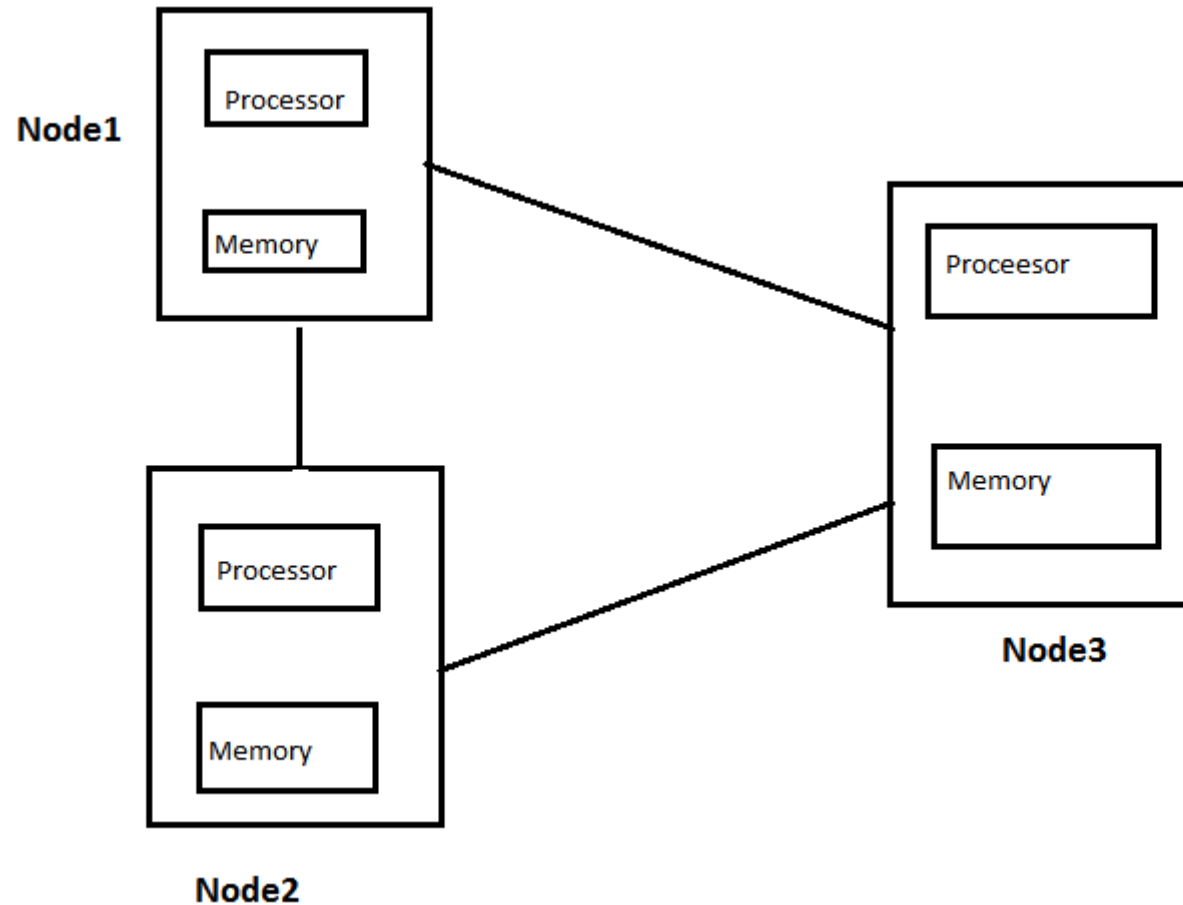 Node1
Processor
Memory
Proceesor
Memory
Node3
Processor
Memory
Node2